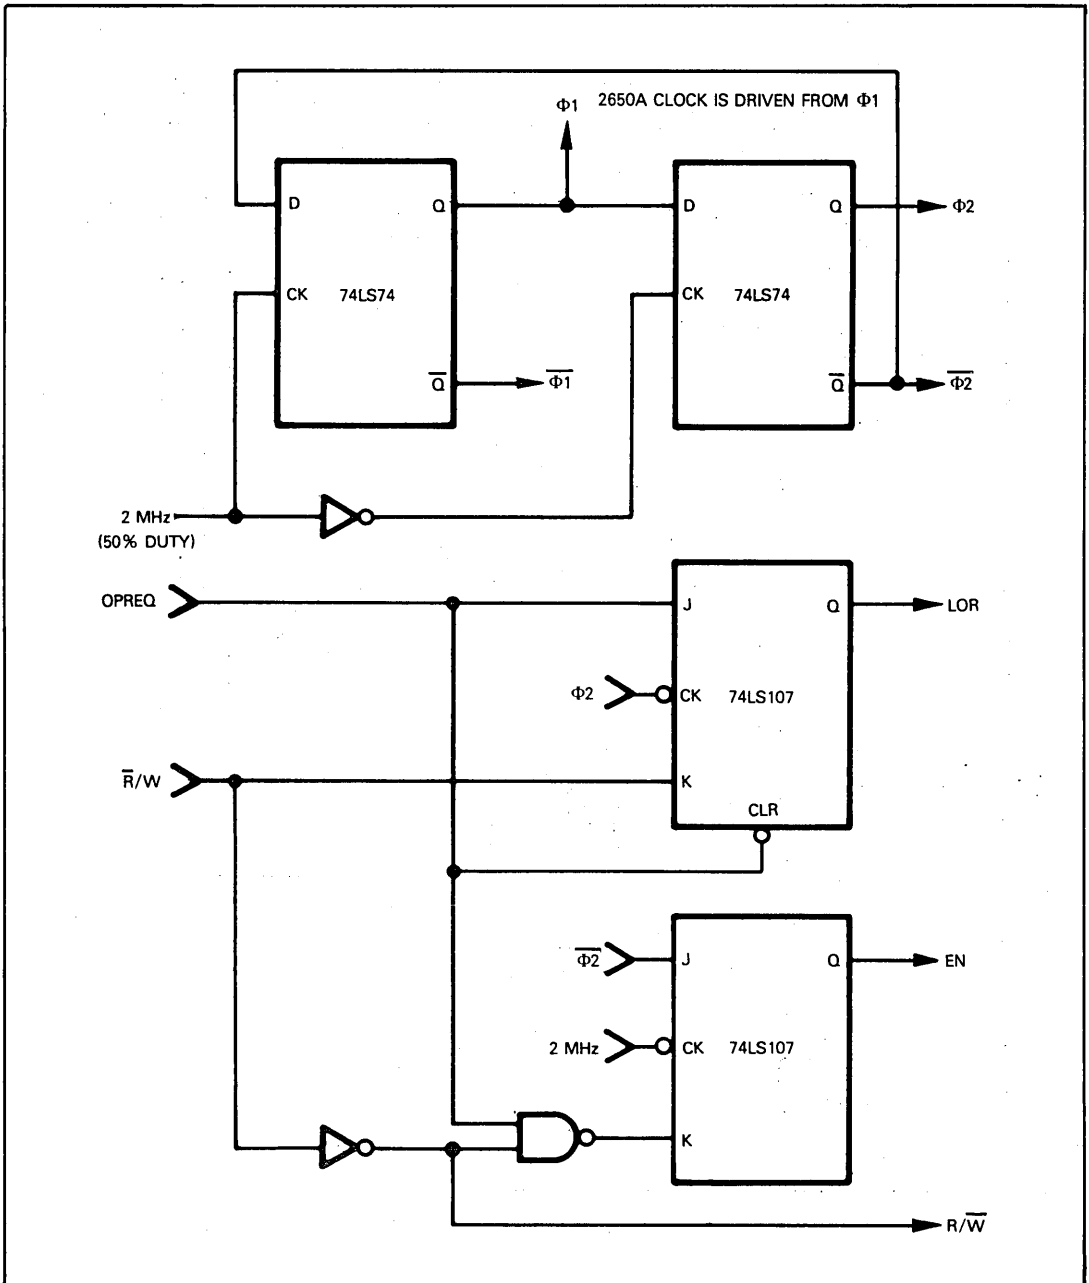 Φ1 2650A CLOCK IS DRIVEN FROM Φ1
D Q D Q Φ2
CK 74LS74 CK 74LS74
Q̅ Φ̅1̅ Q̅ Φ̅2̅
2 MHz
(50% DUTY)
OPREQ J Q LOR
Φ2 CK 74LS107
R̅/W K
CLR
Φ̅2̅ J Q EN
2 MHz CK 74LS107
K
R/W̅